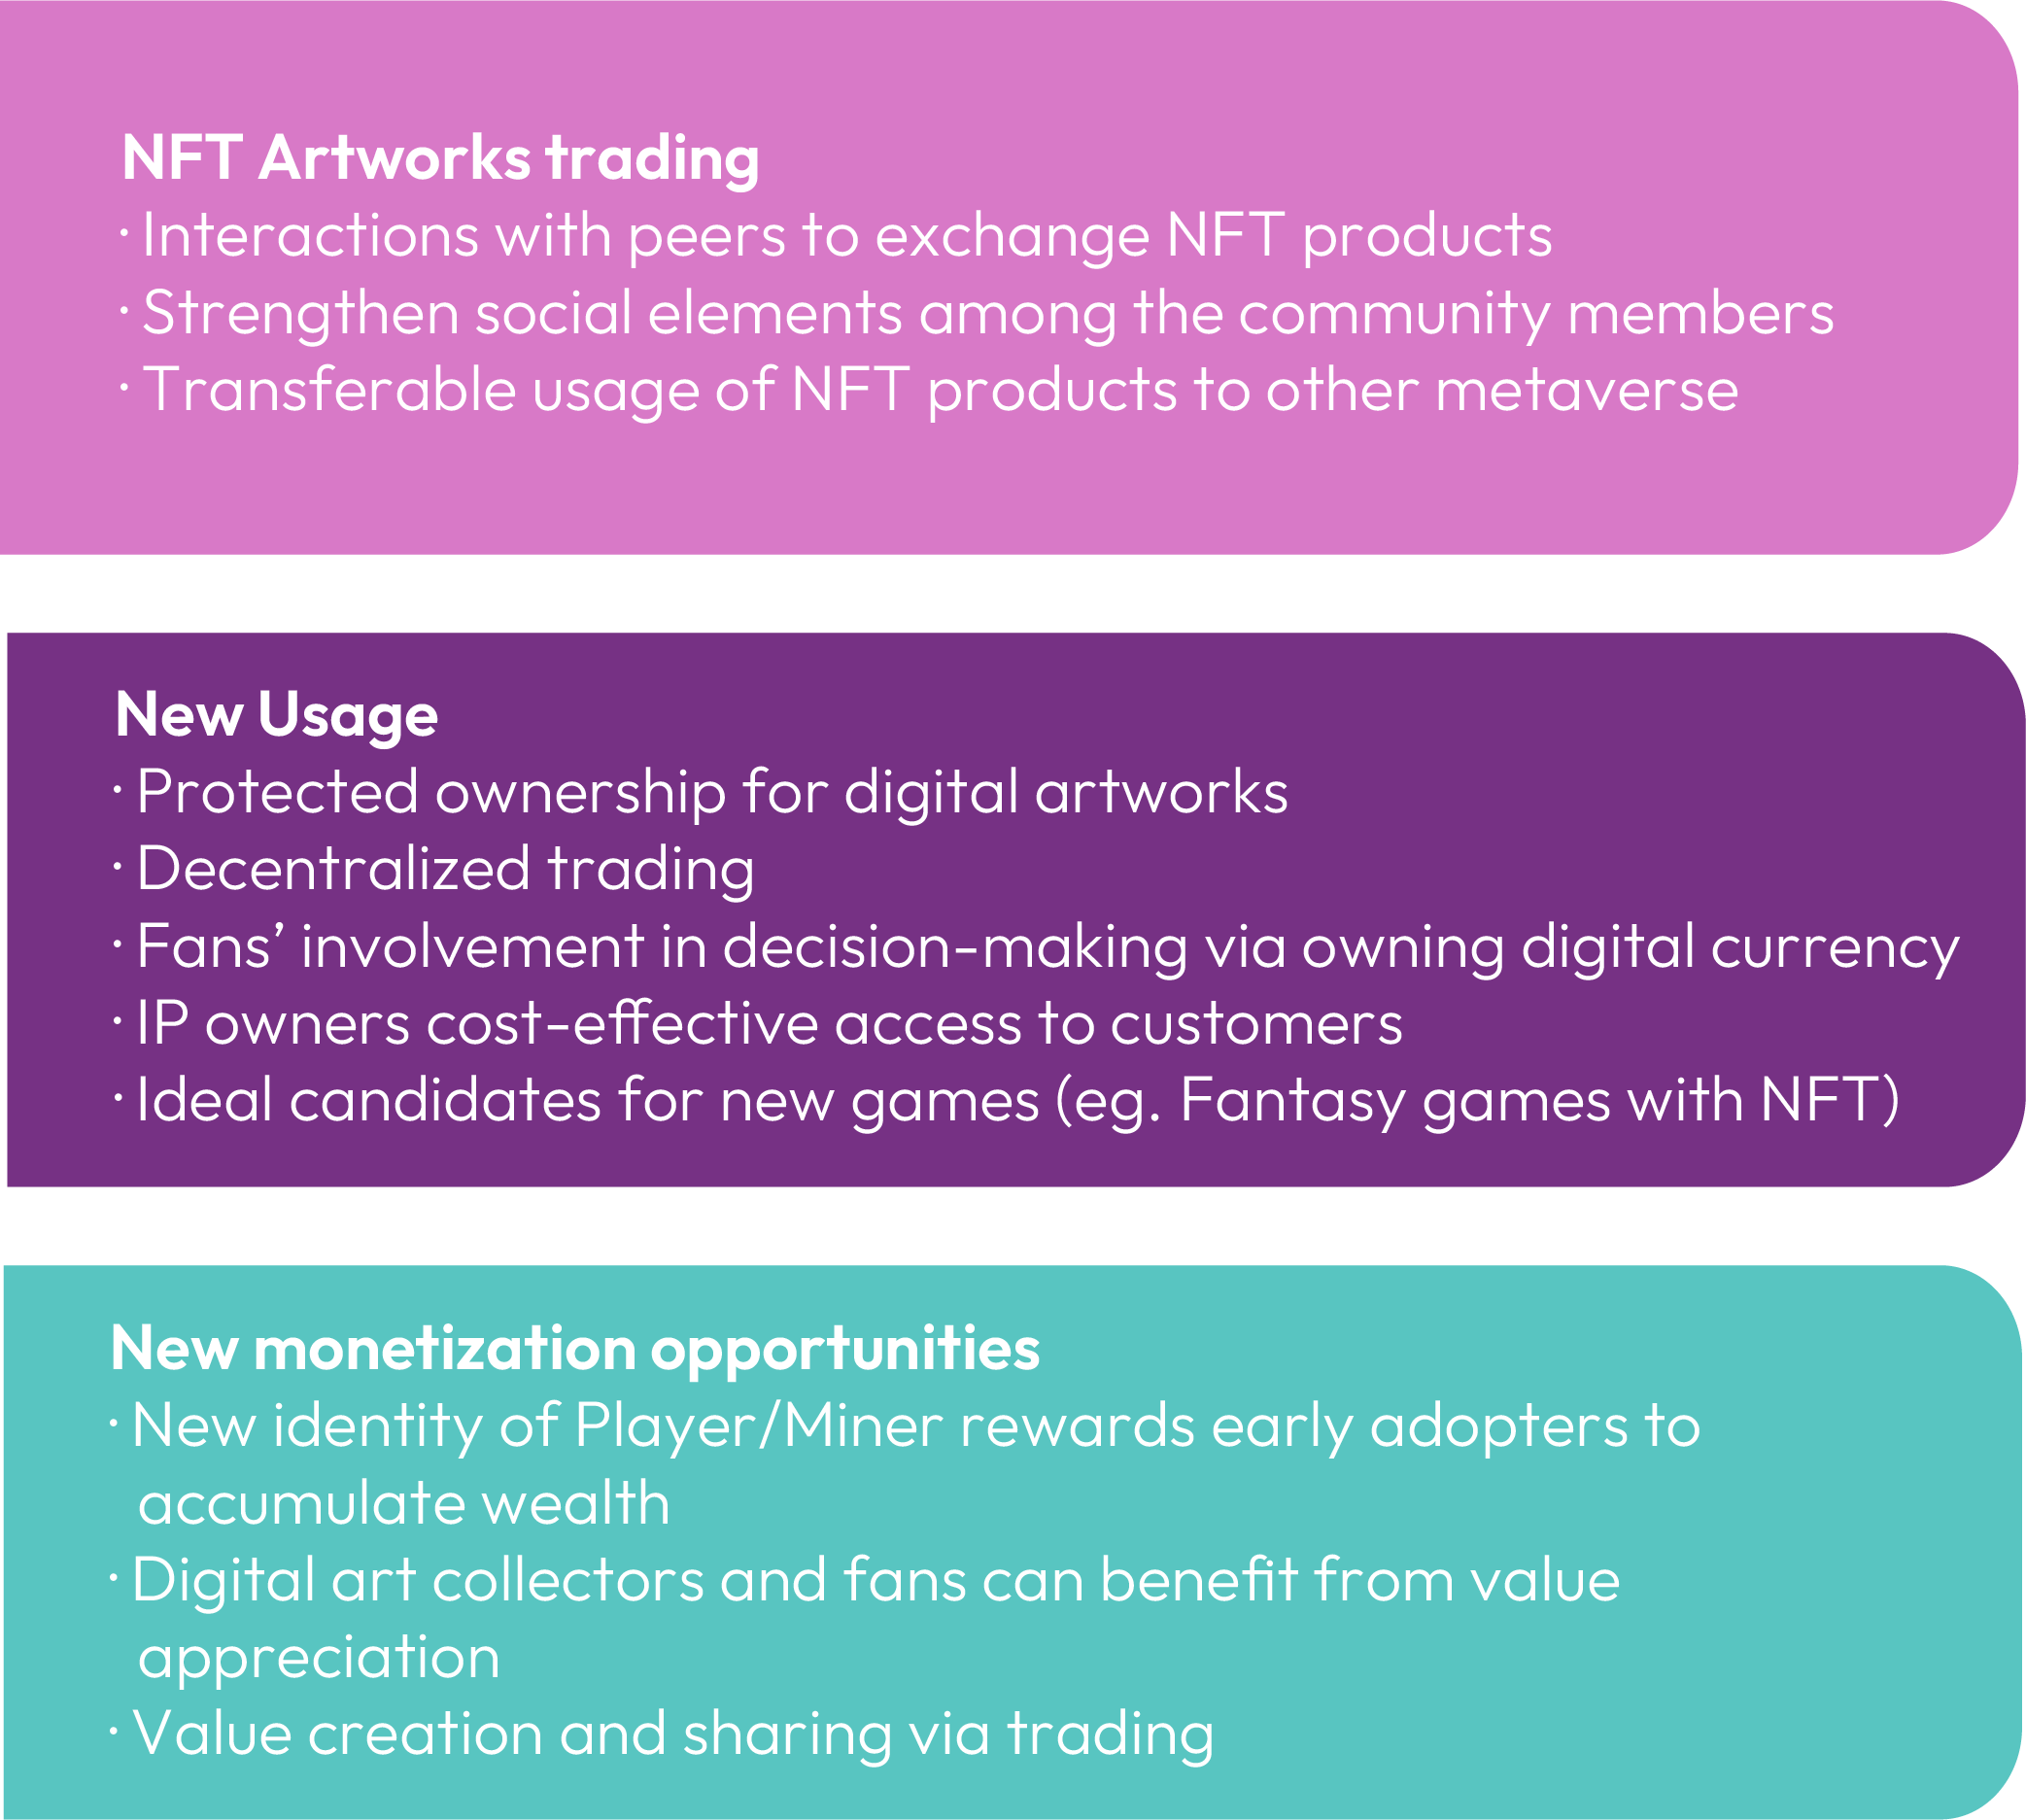 NFT Artworks trading
· Interactions with peers to exchange NFT products
· Strengthen social elements among the community members
· Transferable usage of NFT products to other metaverse
New Usage
· Protected ownership for digital artworks
· Decentralized trading
· Fans’ involvement in decision-making via owning digital currency
· IP owners cost-effective access to customers
· Ideal candidates for new games (eg. Fantasy games with NFT)
New monetization opportunities
· New identity of Player/Miner rewards early adopters to
accumulate wealth
· Digital art collectors and fans can benefit from value
appreciation
· Value creation and sharing via trading